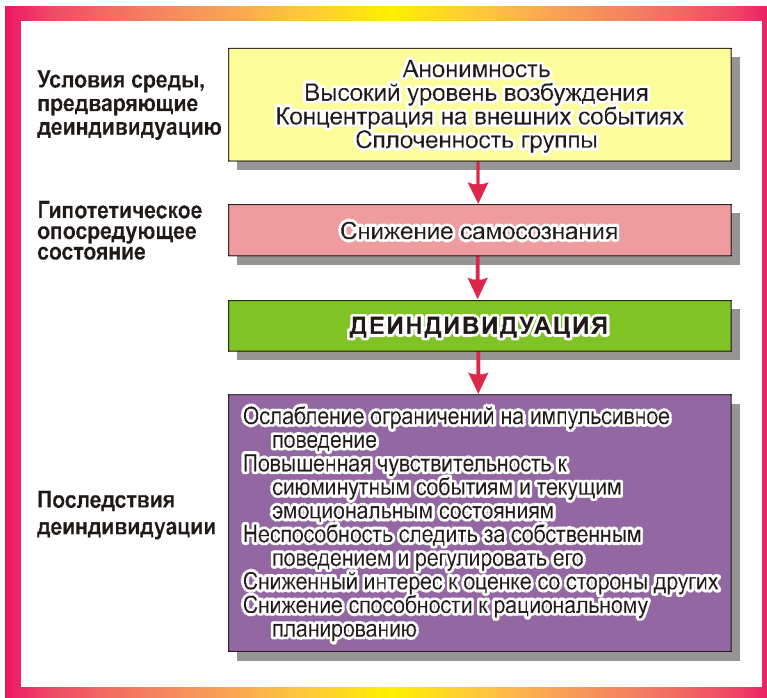 Условия среды,
предваряющие
деиндивидуацию
Анонимность
Высокий уровень возбуждения
Концентрация на внешних событиях
Сплоченность группы
Гипотетическое
опосредующее
состояние
Снижение самосознания
ДЕИНДИВИДУАЦИЯ
Последствия
деиндивидуации
Ослабление ограничений на импульсивное
поведение
Повышенная чувствительность к
сиюминутным событиям и текущим
эмоциональным состояниям
Неспособность следить за собственным
поведением и регулировать его
Сниженный интерес к оценке со стороны других
Снижение способности к рациональному
планированию